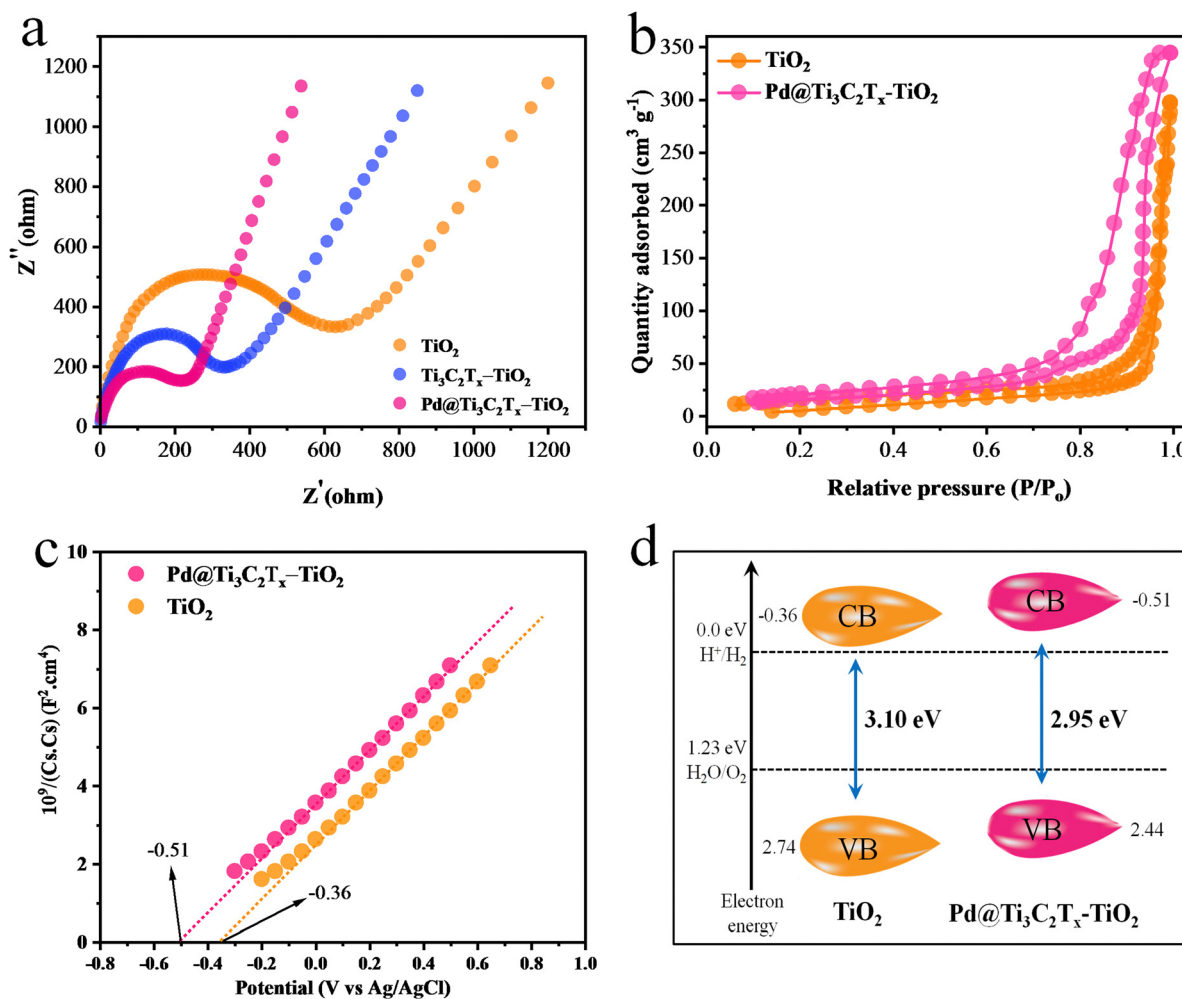 a
1200
1000
800
600
400
200
0
Z''(ohm)
TiO₂
Ti₃C₂Tₓ–TiO₂
Pd@Ti₃C₂Tₓ–TiO₂
0 200 400 600 800 1000 1200
Z'(ohm)
b
350
300
250
200
150
100
50
0
Quantity adsorbed (cm³ g⁻¹)
TiO₂
Pd@Ti₃C₂Tₓ-TiO₂
0.0 0.2 0.4 0.6 0.8 1.0
Relative pressure (P/Pₒ)
c
10
8
6
4
2
0
10⁹/(Cs.Cs) (F².cm⁴)
Pd@Ti₃C₂Tₓ–TiO₂
TiO₂
-0.51
-0.36
-0.8 -0.6 -0.4 -0.2 0.0 0.2 0.4 0.6 0.8 1.0
Potential (V vs Ag/AgCl)
d
-0.36
CB
CB
-0.51
0.0 eV
H⁺/H₂
3.10 eV
2.95 eV
1.23 eV
H₂O/O₂
2.74
VB
VB
2.44
Electron
energy
TiO₂
Pd@Ti₃C₂Tₓ-TiO₂